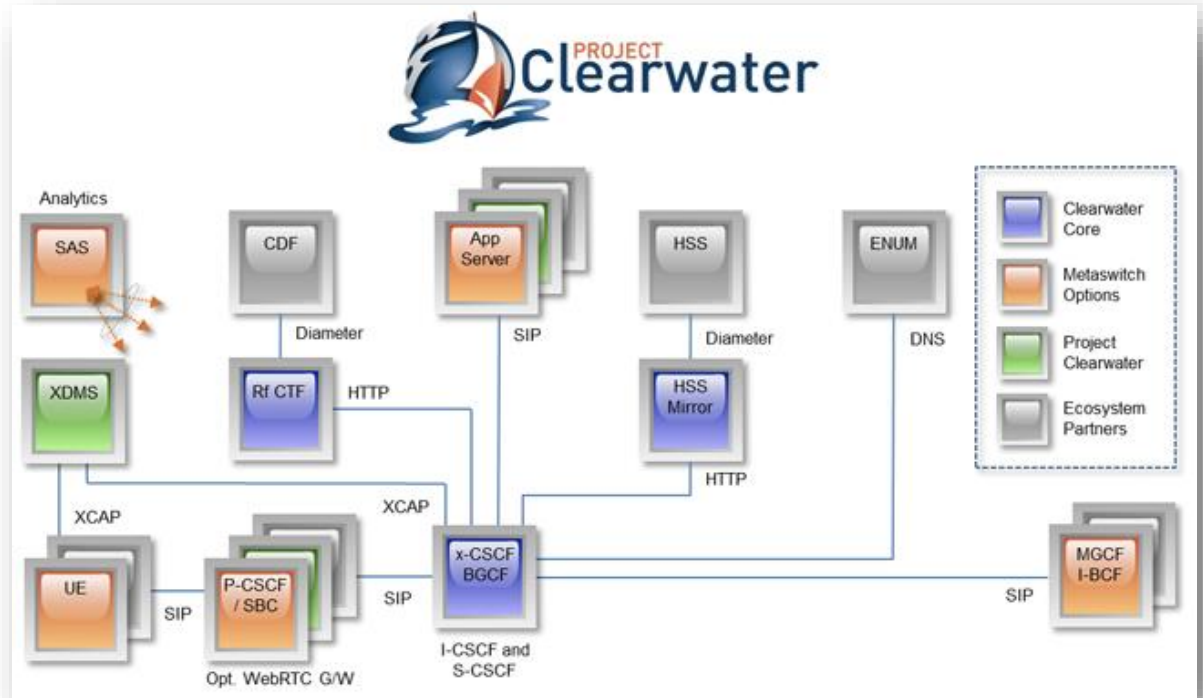 PROJECT
Clearwater
Analytics
SAS
CDF
App
Server
HSS
ENUM
Clearwater
Core
Metaswitch
Options
Project
Clearwater
Ecosystem
Partners
Diameter
SIP
Diameter
DNS
XDMS
Rf CTF
HTTP
HSS
Mirror
HTTP
XCAP
XCAP
UE
SIP
P-CSCF
/ SBC
SIP
x-CSCF
BGCF
SIP
MGCF
I-BCF
Opt. WebRTC G/W
I-CSCF and
S-CSCF